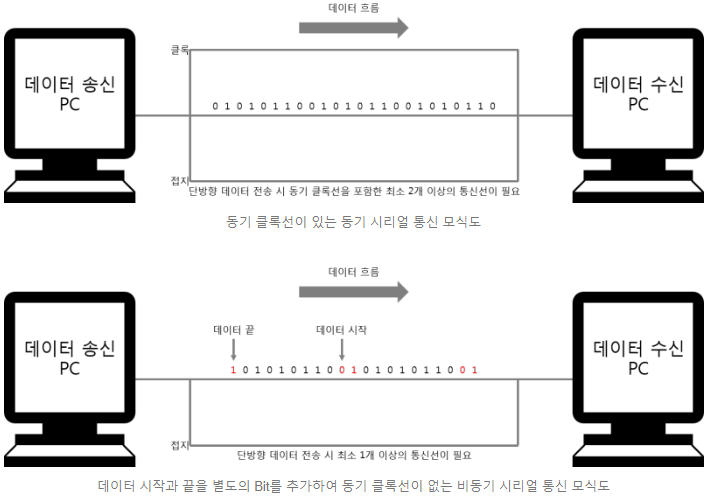 데이터 흐름
클록
데이터 송신
PC
데이터 수신
PC
0 1 0 1 0 1 1 0 0 1 0 1 0 1 1 0 0 1 0 1 0 1 1 0
접지
단방향 데이터 전송 시 동기 클록선을 포함한 최소 2개 이상의 통신선이 필요
동기 클록선이 있는 동기 시리얼 통신 모식도
데이터 흐름
데이터 끝
데이터 시작
데이터 송신
PC
데이터 수신
PC
1 0 1 0 1 0 1 1 0 0 1 0 1 0 1 0 1 1 0 0 1
접지
단방향 데이터 전송 시 최소 1개 이상의 통신선이 필요
데이터 시작과 끝을 별도의 Bit를 추가하여 동기 클록선이 없는 비동기 시리얼 통신 모식도